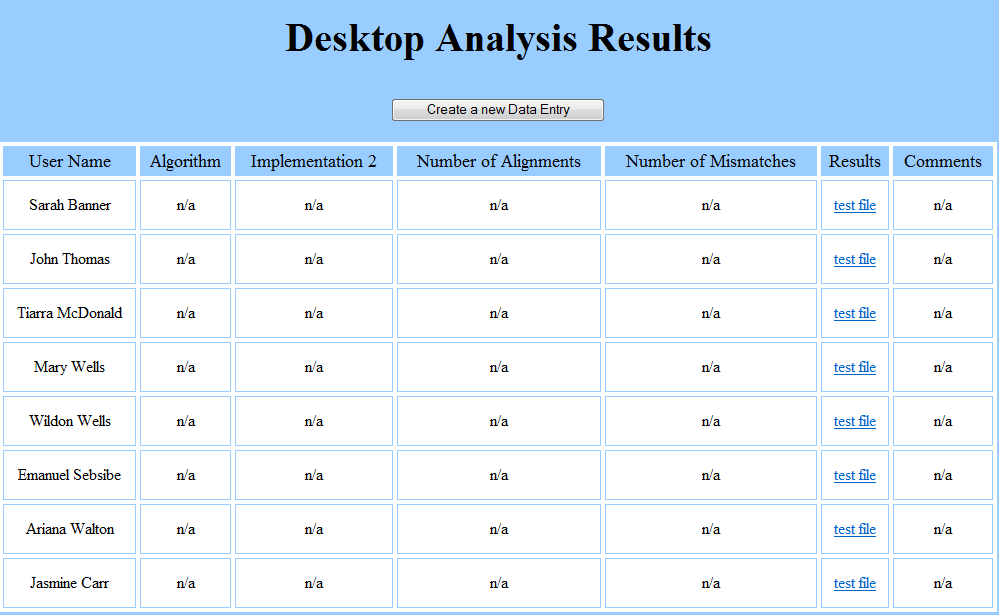 Desktop Analysis Results
Create a new Data Entry
User Name Algorithm Implementation 2 Number of Alignments Number of Mismatches Results Comments
Sarah Banner n/a n/a n/a n/a test file n/a
John Thomas n/a n/a n/a n/a test file n/a
Tiarra McDonald n/a n/a n/a n/a test file n/a
Mary Wells n/a n/a n/a n/a test file n/a
Wildon Wells n/a n/a n/a n/a test file n/a
Emanuel Sebsibe n/a n/a n/a n/a test file n/a
Ariana Walton n/a n/a n/a n/a test file n/a
Jasmine Carr n/a n/a n/a n/a test file n/a